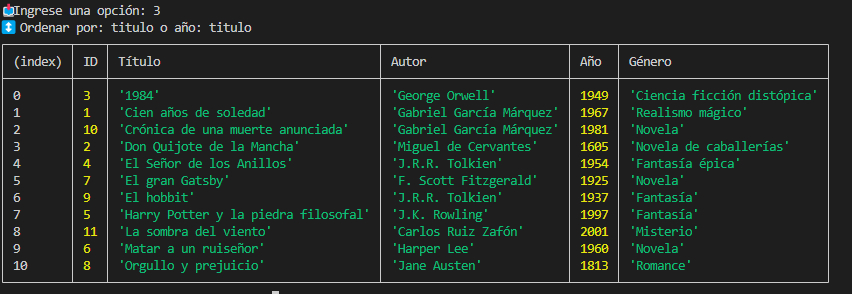 📥Ingrese una opción: 3
↕️ Ordenar por: titulo o año: titulo
(index) ID Título Autor Año Género
0 3 '1984' 'George Orwell' 1949 'Ciencia ficción distópica'
1 1 'Cien años de soledad' 'Gabriel García Márquez' 1967 'Realismo mágico'
2 10 'Crónica de una muerte anunciada' 'Gabriel García Márquez' 1981 'Novela'
3 2 'Don Quijote de la Mancha' 'Miguel de Cervantes' 1605 'Novela de caballerías'
4 4 'El Señor de los Anillos' 'J.R.R. Tolkien' 1954 'Fantasía épica'
5 7 'El gran Gatsby' 'F. Scott Fitzgerald' 1925 'Novela'
6 9 'El hobbit' 'J.R.R. Tolkien' 1937 'Fantasía'
7 5 'Harry Potter y la piedra filosofal' 'J.K. Rowling' 1997 'Fantasía'
8 11 'La sombra del viento' 'Carlos Ruiz Zafón' 2001 'Misterio'
9 6 'Matar a un ruiseñor' 'Harper Lee' 1960 'Novela'
10 8 'Orgullo y prejuicio' 'Jane Austen' 1813 'Romance'